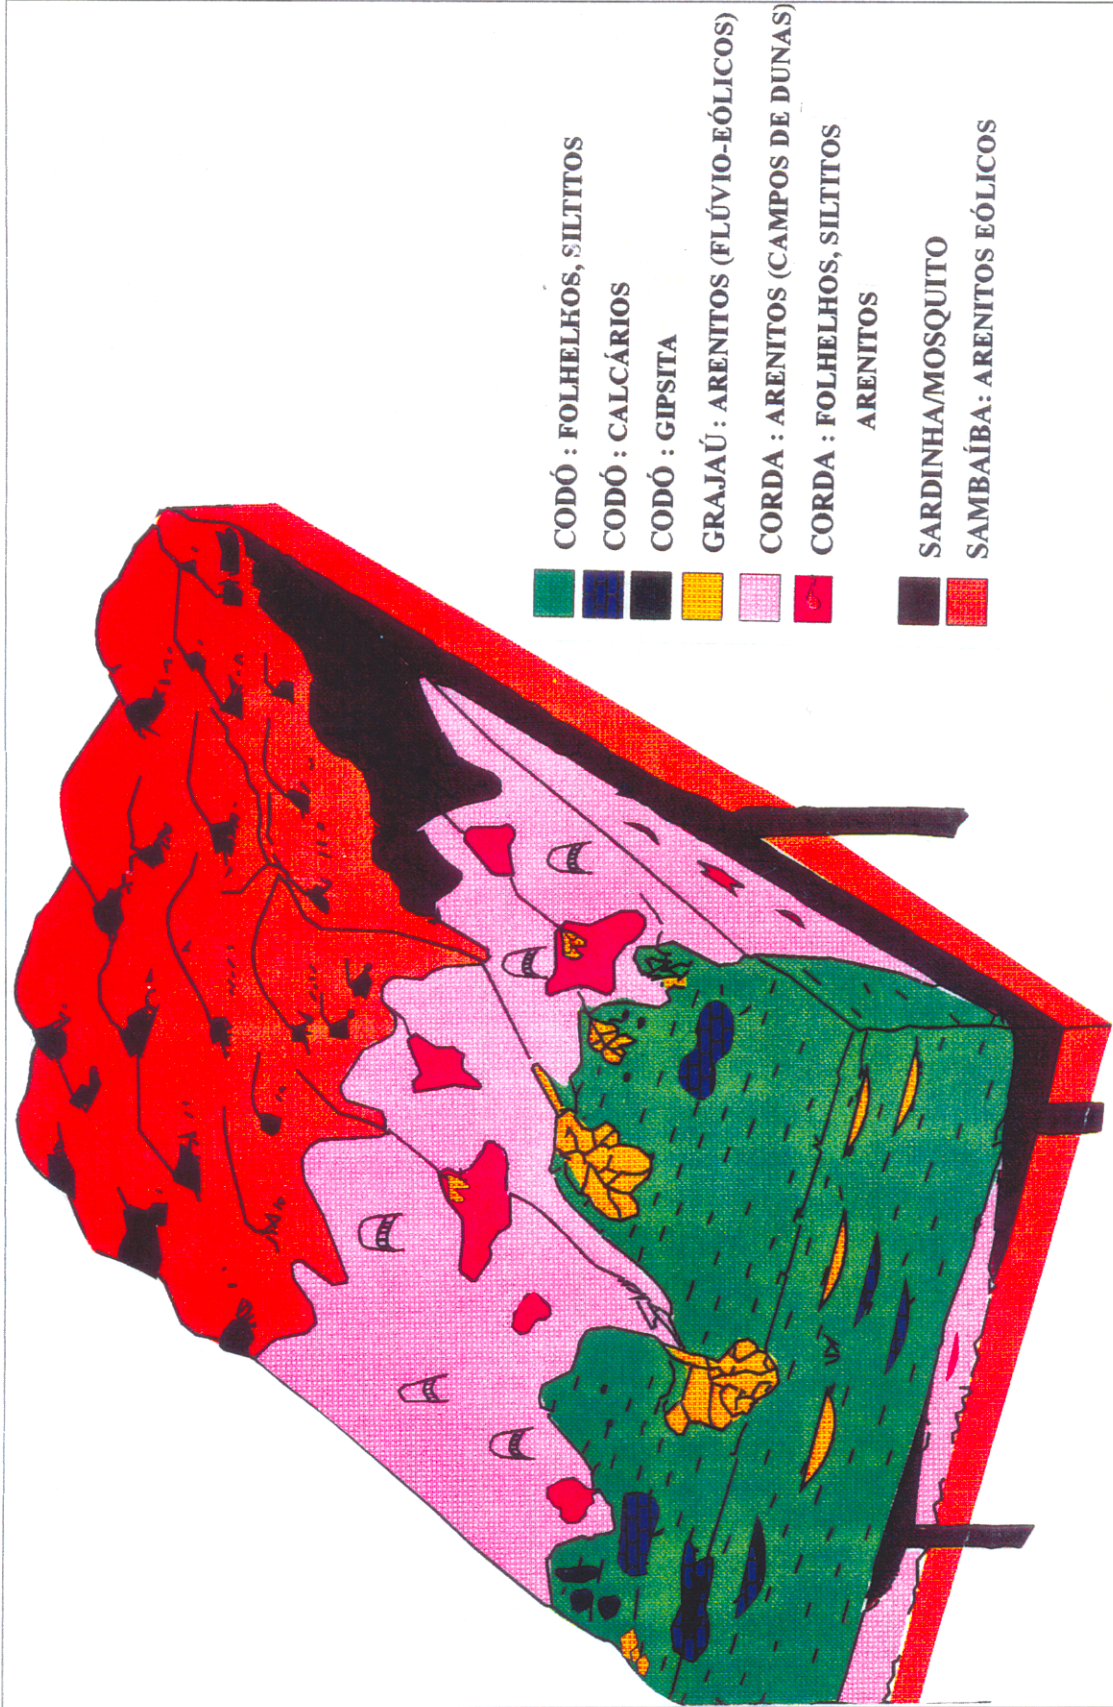 CODÓ : FOLHELKOS, SILTITOS
CODÓ : CALCÁRIOS
CODÓ : GIPSITA
GRAJAÚ : ARENITOS (FLÚVIO-EÓLICOS)
CORDA : ARENITOS (CAMPOS DE DUNAS)
CORDA : FOLHELHOS, SILTITOS
ARENITOS
SARDINHA/MOSQUITO
SAMBAÍBA: ARENITOS EÓLICOS